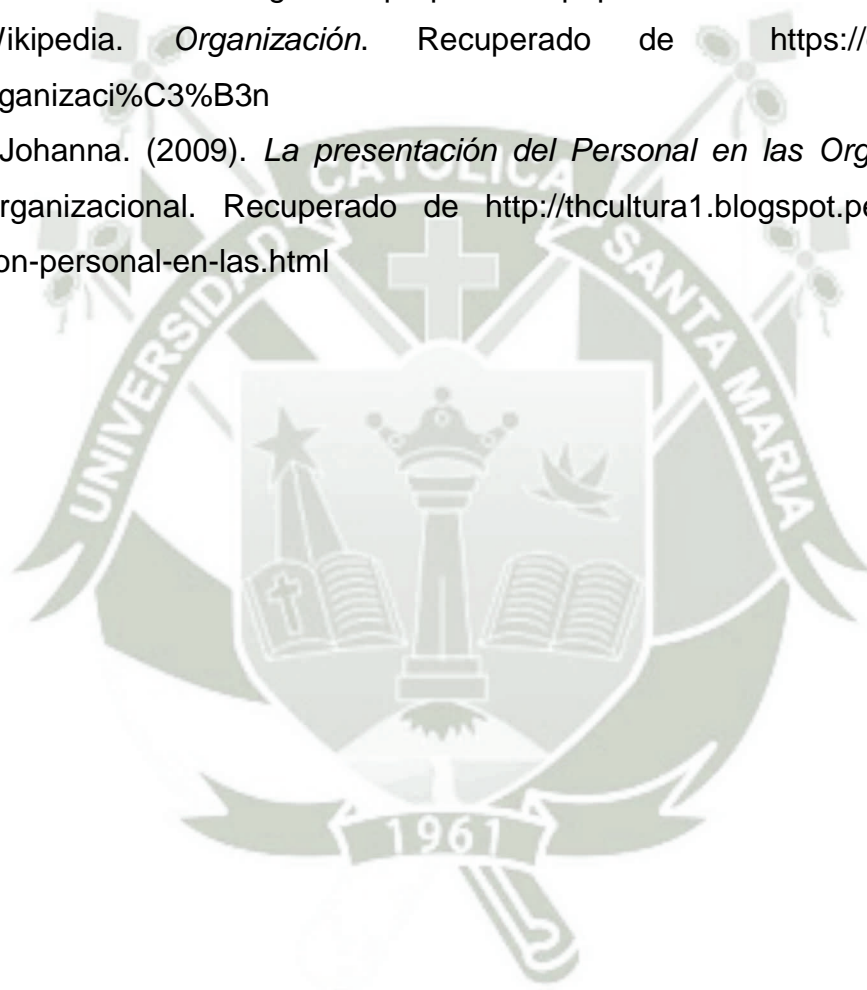 Wikipedia. Organización. Recuperado de https://
ganizaci%C3%B3n
Johanna. (2009). La presentación del Personal en las Org
rganizacional. Recuperado de http://thcultura1.blogspot.pe
on-personal-en-las.html
UNIVERSIDAD CATOLICA SANTA MARIA
1961